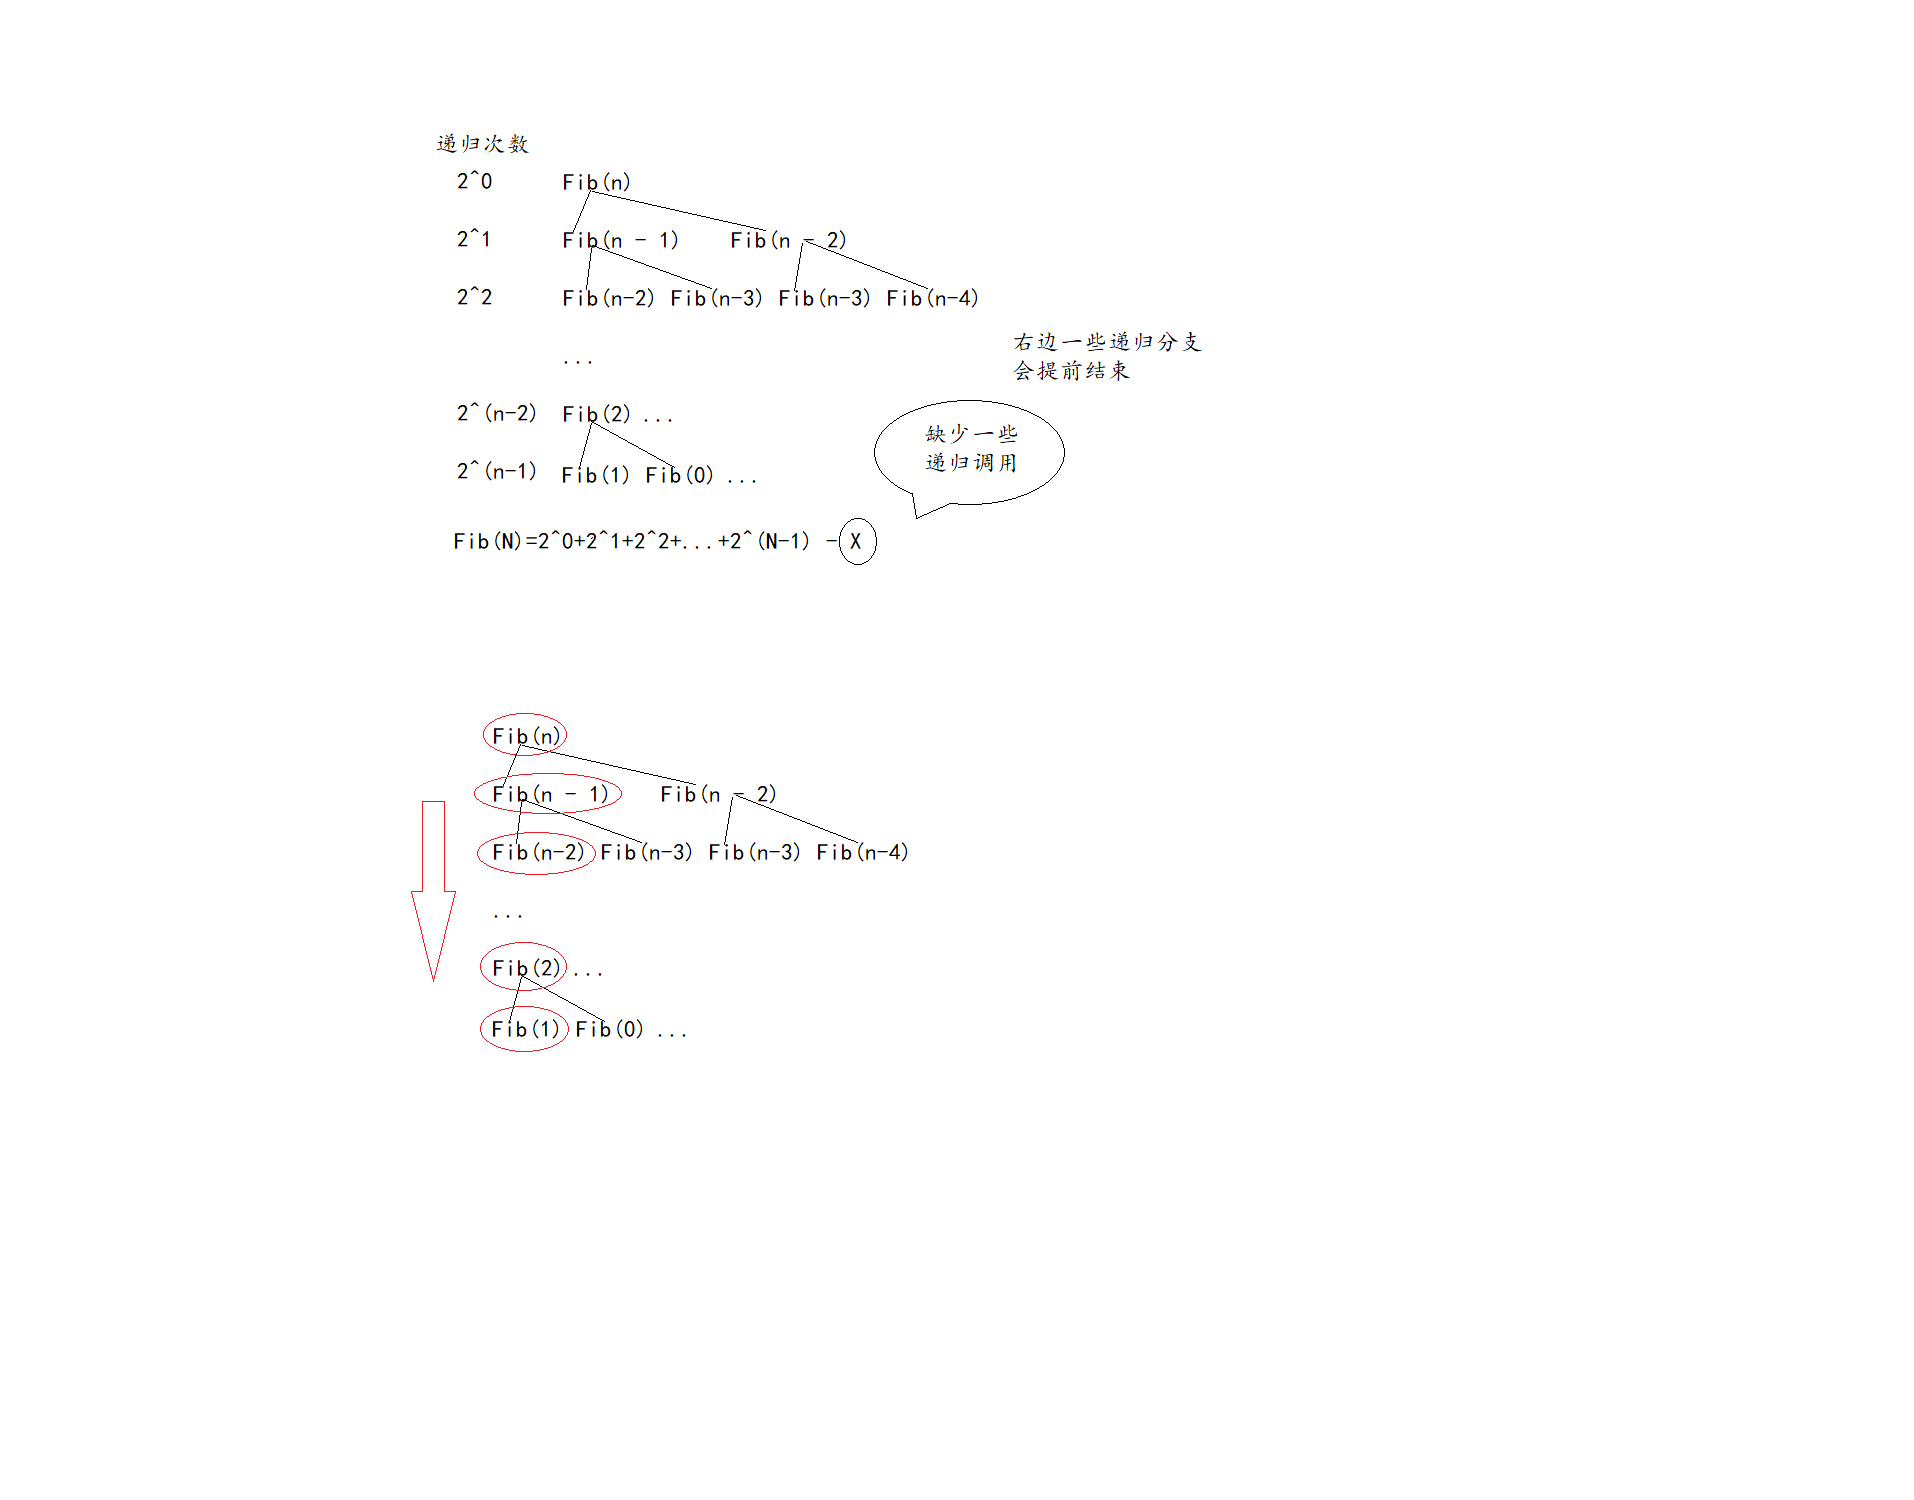 递归次数
2^0 Fib(n)
2^1 Fib(n - 1) Fib(n - 2)
2^2 Fib(n-2) Fib(n-3) Fib(n-3) Fib(n-4)
右边一些递归分支
会提前结束
...
2^(n-2) Fib(2) ...
缺少一些
递归调用
2^(n-1) Fib(1) Fib(0) ...
Fib(N)=2^0+2^1+2^2+...+2^(N-1) - X
Fib(n)
Fib(n - 1) Fib(n - 2)
Fib(n-2) Fib(n-3) Fib(n-3) Fib(n-4)
...
Fib(2) ...
Fib(1) Fib(0) ...